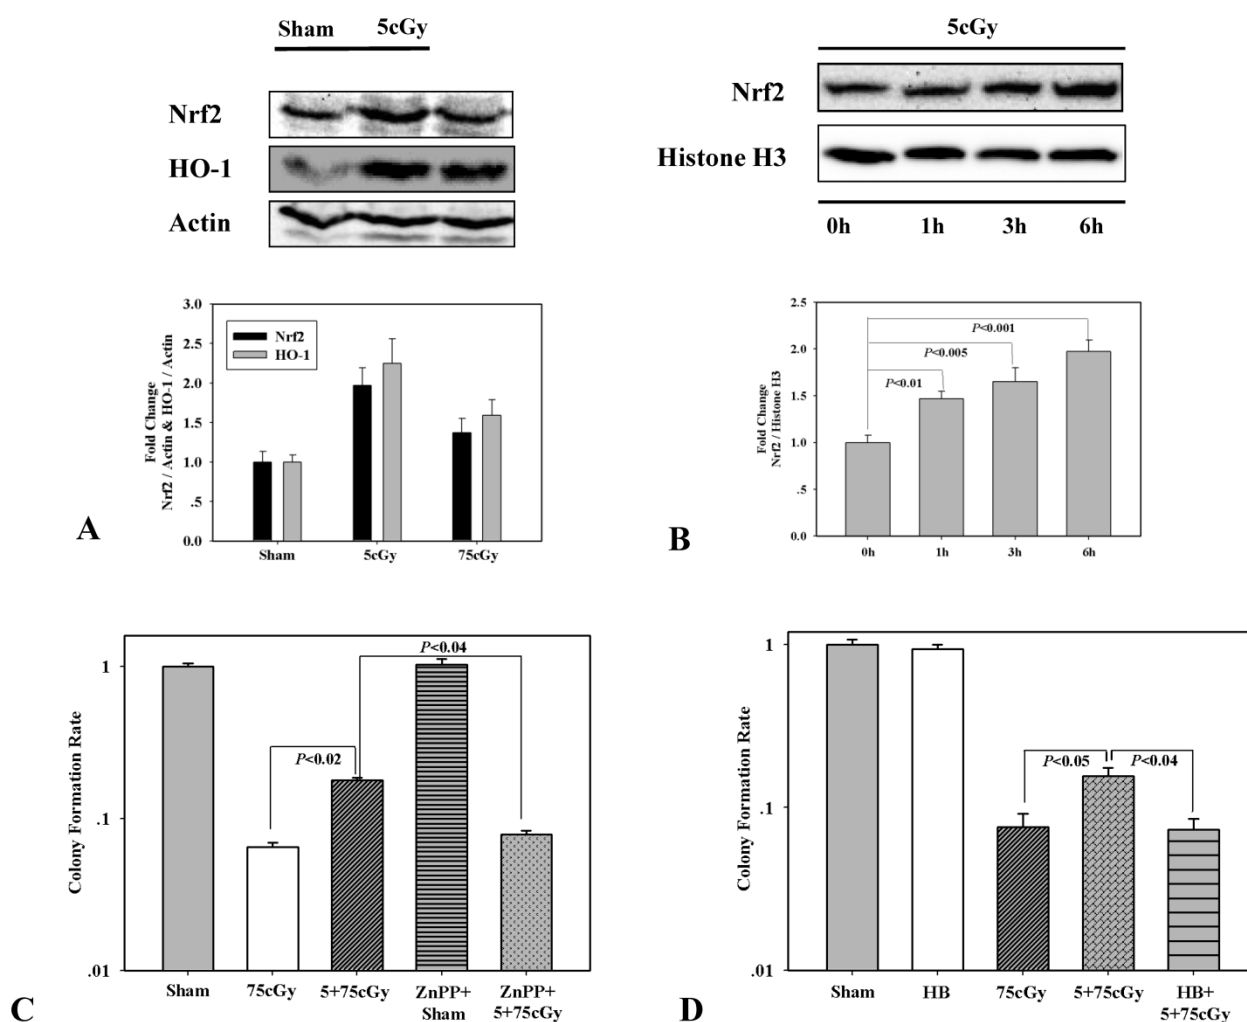 Sham 5cGy
Nrf2
HO-1
Actin
3.0
2.5
2.0
1.5
1.0
.5
0.0
Fold Change
Nrf2 / Actin & HO-1 / Actin
Nrf2
HO-1
Sham 5cGy 75cGy
A
5cGy
Nrf2
Histone H3
0h 1h 3h 6h
2.5
2.0
1.5
1.0
.5
0.0
Fold Change
Nrf2 / Histone H3
P<0.001
P<0.005
P<0.01
0h 1h 3h 6h
B
1
.1
.01
Colony Formation Rate
P<0.04
P<0.02
Sham 75cGy 5+75cGy ZnPP+ ZnPP+
Sham 5+75cGy
C
1
.1
.01
Colony Formation Rate
P<0.05 P<0.04
Sham HB 75cGy 5+75cGy HB+
5+75cGy
D